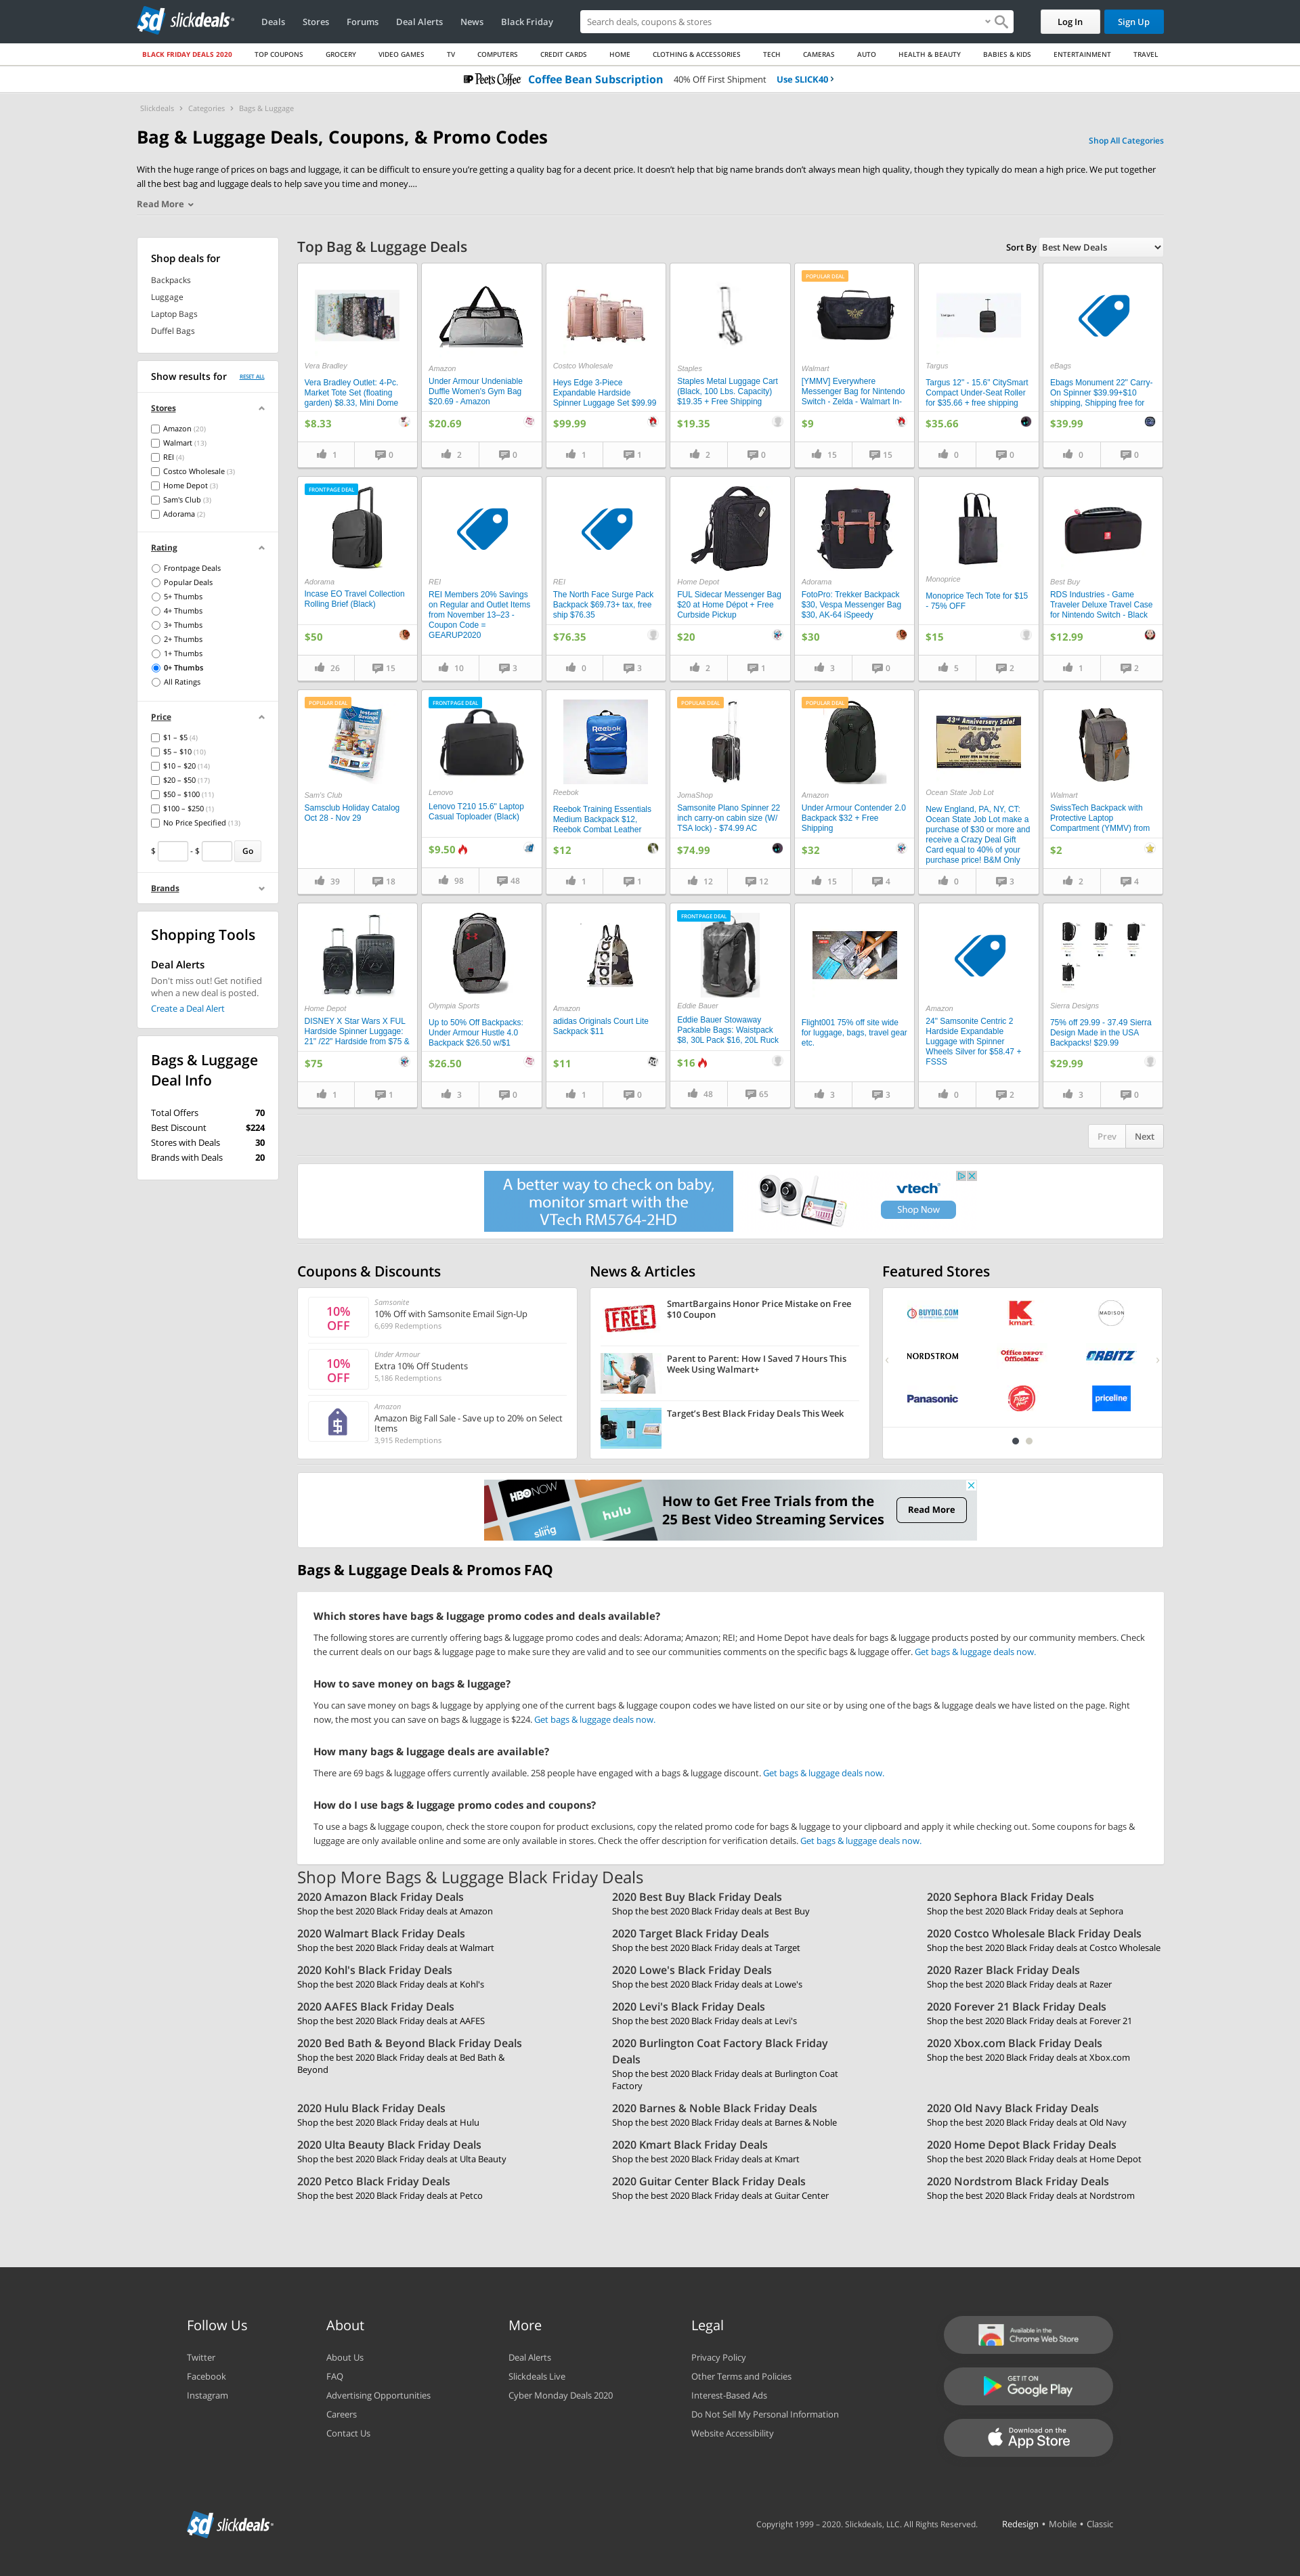 slickdeals
Deals
Stores
Forums
Deal Alerts
News
Black Friday
Search deals, coupons & stores
Log In
Sign Up
BLACK FRIDAY DEALS 2020
TOP COUPONS
GROCERY
VIDEO GAMES
TV
COMPUTERS
CREDIT CARDS
HOME
CLOTHING & ACCESSORIES
TECH
CAMERAS
AUTO
HEALTH & BEAUTY
BABIES & KIDS
ENTERTAINMENT
TRAVEL
Peet's Coffee Coffee Bean Subscription 40% Off First Shipment Use SLICK40 ›
Slickdeals › Categories › Bags & Luggage
Bag & Luggage Deals, Coupons, & Promo Codes
Shop All Categories
With the huge range of prices on bags and luggage, it can be difficult to ensure you're getting a quality bag for a decent price. It doesn't help that big name brands don't always mean high quality, though they typically do mean a high price. We put together
all the best bag and luggage deals to help save you time and money....
Read More
Shop deals for
Backpacks
Luggage
Laptop Bags
Duffel Bags
Show results for
RESET ALL
Stores
Amazon (20)
Walmart (13)
REI (4)
Costco Wholesale (3)
Home Depot (3)
Sam's Club (3)
Adorama (2)
Rating
Frontpage Deals
Popular Deals
5+ Thumbs
4+ Thumbs
3+ Thumbs
2+ Thumbs
1+ Thumbs
0+ Thumbs
All Ratings
Price
$1 – $5 (4)
$5 – $10 (10)
$10 – $20 (14)
$20 – $50 (17)
$50 – $100 (11)
$100 – $250 (1)
No Price Specified (13)
$ - $ Go
Brands
Shopping Tools
Deal Alerts
Don't miss out! Get notified
when a new deal is posted.
Create a Deal Alert
Bags & Luggage
Deal Info
Total Offers 70
Best Discount $224
Stores with Deals 30
Brands with Deals 20
Top Bag & Luggage Deals
Sort By Best New Deals
Vera Bradley
Vera Bradley Outlet: 4-Pc.
Market Tote Set (floating
garden) $8.33, Mini Dome
$8.33
1 0
Amazon
Under Armour Undeniable
Duffle Women's Gym Bag
$20.69 - Amazon
$20.69
2 0
Costco Wholesale
Heys Edge 3-Piece
Expandable Hardside
Spinner Luggage Set $99.99
$99.99
1 1
Staples
Staples Metal Luggage Cart
(Black, 100 Lbs. Capacity)
$19.35 + Free Shipping
$19.35
2 0
POPULAR DEAL
Walmart
[YMMV] Everywhere
Messenger Bag for Nintendo
Switch - Zelda - Walmart In-
$9
15 15
Targus
Targus 12" - 15.6" CitySmart
Compact Under-Seat Roller
for $35.66 + free shipping
$35.66
0 0
eBags
Ebags Monument 22" Carry-
On Spinner $39.99+$10
shipping, Shipping free for
$39.99
0 0
FRONTPAGE DEAL
Adorama
Incase EO Travel Collection
Rolling Brief (Black)
$50
26 15
REI
REI Members 20% Savings
on Regular and Outlet Items
from November 13–23 -
Coupon Code =
GEARUP2020
10 3
REI
The North Face Surge Pack
Backpack $69.73+ tax, free
ship $76.35
$76.35
0 3
Home Depot
FUL Sidecar Messenger Bag
$20 at Home Dépot + Free
Curbside Pickup
$20
2 1
Adorama
FotoPro: Trekker Backpack
$30, Vespa Messenger Bag
$30, AK-64 iSpeedy
$30
3 0
Monoprice
Monoprice Tech Tote for $15
- 75% OFF
$15
5 2
Best Buy
RDS Industries - Game
Traveler Deluxe Travel Case
for Nintendo Switch - Black
$12.99
1 2
POPULAR DEAL
Sam's Club
Samsclub Holiday Catalog
Oct 28 - Nov 29
39 18
FRONTPAGE DEAL
Lenovo
Lenovo T210 15.6" Laptop
Casual Toploader (Black)
$9.50
98 48
Reebok
Reebok
Reebok Training Essentials
Medium Backpack $12,
Reebok Combat Leather
$12
1 1
POPULAR DEAL
JomaShop
Samsonite Plano Spinner 22
inch carry-on cabin size (W/
TSA lock) - $74.99 AC
$74.99
12 12
POPULAR DEAL
Amazon
Under Armour Contender 2.0
Backpack $32 + Free
Shipping
$32
15 4
43rd Anniversary Sale!
40%
Ocean State Job Lot
New England, PA, NY, CT:
Ocean State Job Lot make a
purchase of $30 or more and
receive a Crazy Deal Gift
Card equal to 40% of your
purchase price! B&M Only
0 3
Walmart
SwissTech Backpack with
Protective Laptop
Compartment (YMMV) from
$2
2 4
Home Depot
DISNEY X Star Wars X FUL
Hardside Spinner Luggage:
21" /22" Hardside from $75 &
$75
1 1
Olympia Sports
Up to 50% Off Backpacks:
Under Armour Hustle 4.0
Backpack $26.50 w/$1
$26.50
3 0
adidas
Amazon
adidas Originals Court Lite
Sackpack $11
$11
1 0
FRONTPAGE DEAL
Eddie Bauer
Eddie Bauer Stowaway
Packable Bags: Waistpack
$8, 30L Pack $16, 20L Ruck
$16
48 65
Flight001 75% off site wide
for luggage, bags, travel gear
etc.
3 3
Amazon
24" Samsonite Centric 2
Hardside Expandable
Luggage with Spinner
Wheels Silver for $58.47 +
FSSS
0 2
Sierra Designs
75% off 29.99 - 37.49 Sierra
Design Made in the USA
Backpacks! $29.99
$29.99
3 0
Prev Next
A better way to check on baby,
monitor smart with the
VTech RM5764-2HD
vtech
Shop Now
Coupons & Discounts
10%
OFF
Samsonite
10% Off with Samsonite Email Sign-Up
6,699 Redemptions
10%
OFF
Under Armour
Extra 10% Off Students
5,186 Redemptions
Amazon
Amazon Big Fall Sale - Save up to 20% on Select
Items
3,915 Redemptions
News & Articles
FREE
SmartBargains Honor Price Mistake on Free
$10 Coupon
Parent to Parent: How I Saved 7 Hours This
Week Using Walmart+
Target's Best Black Friday Deals This Week
Featured Stores
BUYDIG.COM
kmart
MADISON
NORDSTROM
Office DEPOT
OfficeMax
ORBITZ
Panasonic
Pizza Hut
priceline
HBO NOW
sling
hulu
How to Get Free Trials from the
25 Best Video Streaming Services
Read More
Bags & Luggage Deals & Promos FAQ
Which stores have bags & luggage promo codes and deals available?
The following stores are currently offering bags & luggage promo codes and deals: Adorama; Amazon; REI; and Home Depot have deals for bags & luggage products posted by our community members. Check
the current deals on our bags & luggage page to make sure they are valid and to see our communities comments on the specific bags & luggage offer. Get bags & luggage deals now.
How to save money on bags & luggage?
You can save money on bags & luggage by applying one of the current bags & luggage coupon codes we have listed on our site or by using one of the bags & luggage deals we have listed on the page. Right
now, the most you can save on bags & luggage is $224. Get bags & luggage deals now.
How many bags & luggage deals are available?
There are 69 bags & luggage offers currently available. 258 people have engaged with a bags & luggage discount. Get bags & luggage deals now.
How do I use bags & luggage promo codes and coupons?
To use a bags & luggage coupon, check the store coupon for product exclusions, copy the related promo code for bags & luggage to your clipboard and apply it while checking out. Some coupons for bags &
luggage are only available online and some are only available in stores. Check the offer description for verification details. Get bags & luggage deals now.
Shop More Bags & Luggage Black Friday Deals
2020 Amazon Black Friday Deals
Shop the best 2020 Black Friday deals at Amazon
2020 Best Buy Black Friday Deals
Shop the best 2020 Black Friday deals at Best Buy
2020 Sephora Black Friday Deals
Shop the best 2020 Black Friday deals at Sephora
2020 Walmart Black Friday Deals
Shop the best 2020 Black Friday deals at Walmart
2020 Target Black Friday Deals
Shop the best 2020 Black Friday deals at Target
2020 Costco Wholesale Black Friday Deals
Shop the best 2020 Black Friday deals at Costco Wholesale
2020 Kohl's Black Friday Deals
Shop the best 2020 Black Friday deals at Kohl's
2020 Lowe's Black Friday Deals
Shop the best 2020 Black Friday deals at Lowe's
2020 Razer Black Friday Deals
Shop the best 2020 Black Friday deals at Razer
2020 AAFES Black Friday Deals
Shop the best 2020 Black Friday deals at AAFES
2020 Levi's Black Friday Deals
Shop the best 2020 Black Friday deals at Levi's
2020 Forever 21 Black Friday Deals
Shop the best 2020 Black Friday deals at Forever 21
2020 Bed Bath & Beyond Black Friday Deals
Shop the best 2020 Black Friday deals at Bed Bath &
Beyond
2020 Burlington Coat Factory Black Friday
Deals
Shop the best 2020 Black Friday deals at Burlington Coat
Factory
2020 Xbox.com Black Friday Deals
Shop the best 2020 Black Friday deals at Xbox.com
2020 Hulu Black Friday Deals
Shop the best 2020 Black Friday deals at Hulu
2020 Barnes & Noble Black Friday Deals
Shop the best 2020 Black Friday deals at Barnes & Noble
2020 Old Navy Black Friday Deals
Shop the best 2020 Black Friday deals at Old Navy
2020 Ulta Beauty Black Friday Deals
Shop the best 2020 Black Friday deals at Ulta Beauty
2020 Kmart Black Friday Deals
Shop the best 2020 Black Friday deals at Kmart
2020 Home Depot Black Friday Deals
Shop the best 2020 Black Friday deals at Home Depot
2020 Petco Black Friday Deals
Shop the best 2020 Black Friday deals at Petco
2020 Guitar Center Black Friday Deals
Shop the best 2020 Black Friday deals at Guitar Center
2020 Nordstrom Black Friday Deals
Shop the best 2020 Black Friday deals at Nordstrom
Follow Us
Twitter
Facebook
Instagram
About
About Us
FAQ
Advertising Opportunities
Careers
Contact Us
More
Deal Alerts
Slickdeals Live
Cyber Monday Deals 2020
Legal
Privacy Policy
Other Terms and Policies
Interest-Based Ads
Do Not Sell My Personal Information
Website Accessibility
Available in the
Chrome Web Store
GET IT ON
Google Play
Download on the
App Store
slickdeals
Copyright 1999 – 2020. Slickdeals, LLC. All Rights Reserved.
Redesign • Mobile • Classic